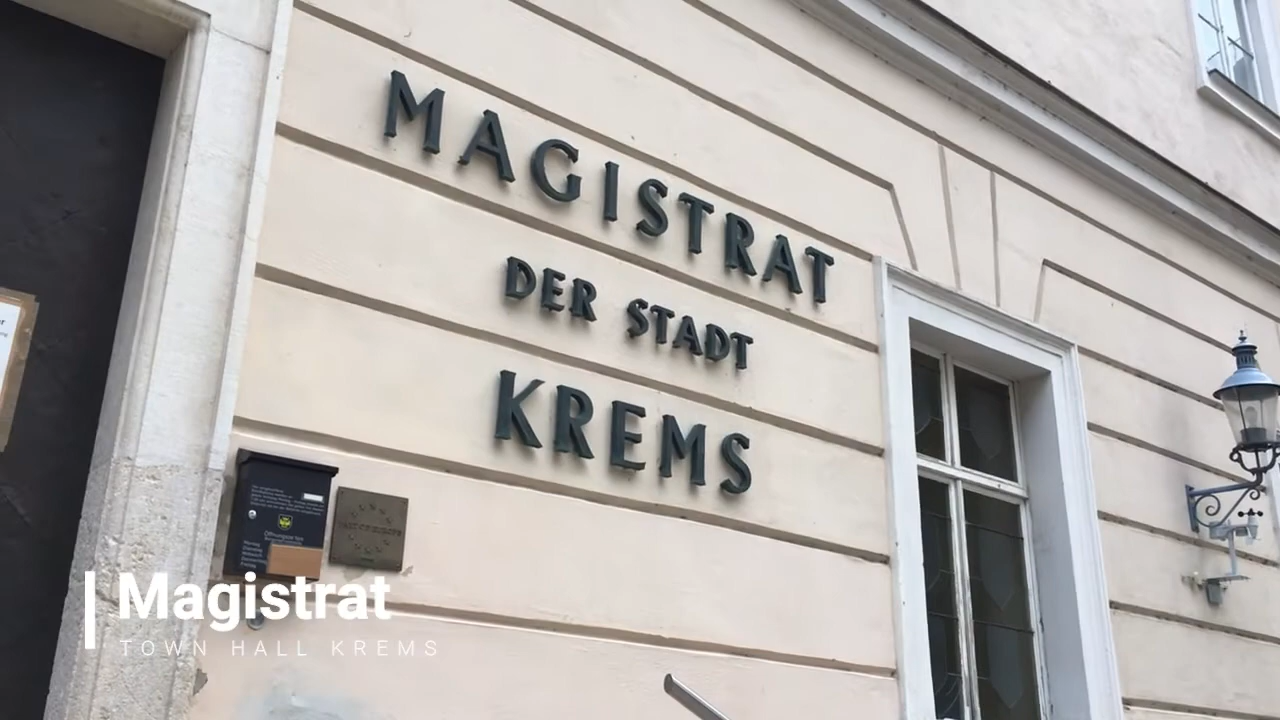 MAGISTRAT
DER STADT
KREMS
Magistrat
TOWN HALL KREMS